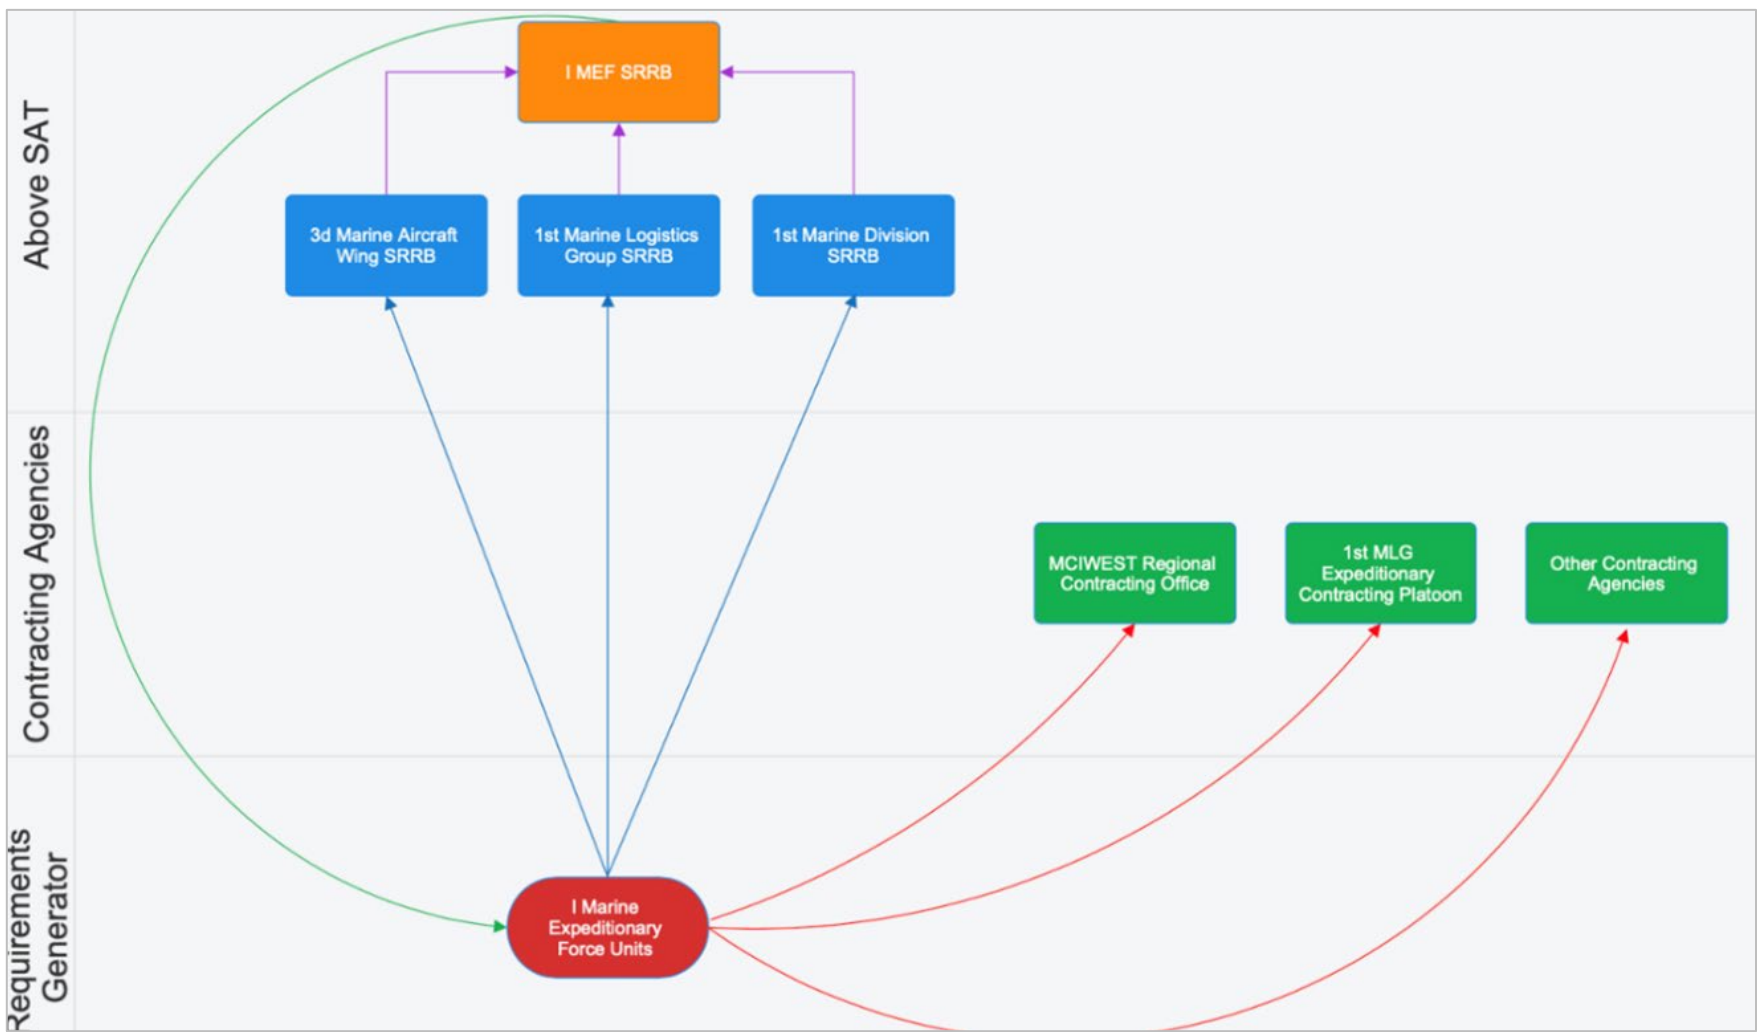 Above SAT
I MEF SRRB
3d Marine Aircraft
Wing SRRB
1st Marine Logistics
Group SRRB
1st Marine Division
SRRB
Contracting Agencies
MCIWEST Regional
Contracting Office
1st MLG
Expeditionary
Contracting Platoon
Other Contracting
Agencies
Requirements
Generator
I Marine
Expeditionary
Force Units